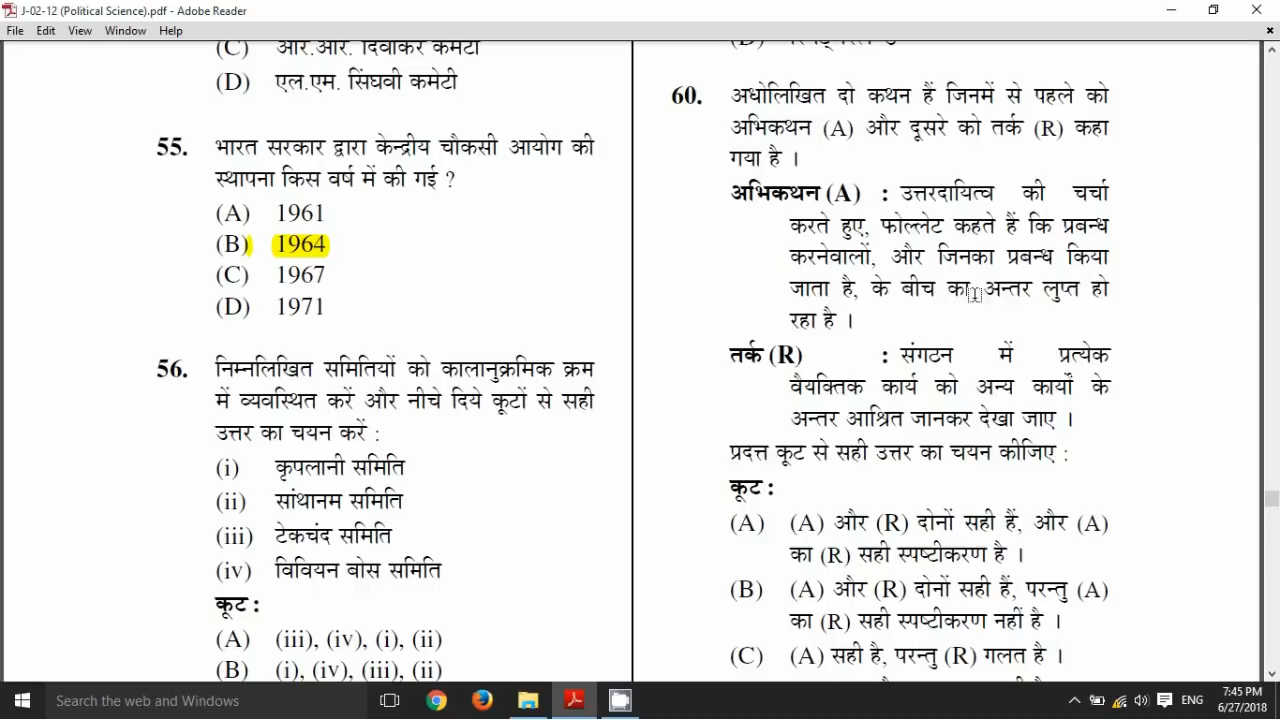 J-02-12 (Political Science).pdf - Adobe Reader
File Edit View Window Help
(C) आर.आर. दिवाकर कमेटी
(D) एल.एम. सिंघवी कमेटी
55. भारत सरकार द्वारा केन्द्रीय चौकसी आयोग की
स्थापना किस वर्ष में की गई ?
(A) 1961
(B) 1964
(C) 1967
(D) 1971
56. निम्नलिखित समितियों को कालानुक्रमिक क्रम
में व्यवस्थित करें और नीचे दिये कूटों से सही
उत्तर का चयन करें :
(i) कृपलानी समिति
(ii) सांथानम समिति
(iii) टेकचंद समिति
(iv) विवियन बोस समिति
कूट :
(A) (iii), (iv), (i), (ii)
(B) (i), (iv), (iii), (ii)
60. अधोलिखित दो कथन हैं जिनमें से पहले को
अभिकथन (A) और दूसरे को तर्क (R) कहा
गया है ।
अभिकथन (A) : उत्तरदायित्व की चर्चा
करते हुए, फोल्लेट कहते हैं कि प्रबन्ध
करनेवालों, और जिनका प्रबन्ध किया
जाता है, के बीच का अन्तर लुप्त हो
रहा है ।
तर्क (R) : संगठन में प्रत्येक
वैयक्तिक कार्य को अन्य कार्यों के
अन्तर आश्रित जानकर देखा जाए ।
प्रदत्त कूट से सही उत्तर का चयन कीजिए :
कूट :
(A) (A) और (R) दोनों सही हैं, और (A)
का (R) सही स्पष्टीकरण है ।
(B) (A) और (R) दोनों सही हैं, परन्तु (A)
का (R) सही स्पष्टीकरण नहीं है ।
(C) (A) सही है, परन्तु (R) गलत है ।
Search the web and Windows
ENG
7:45 PM
6/27/2018